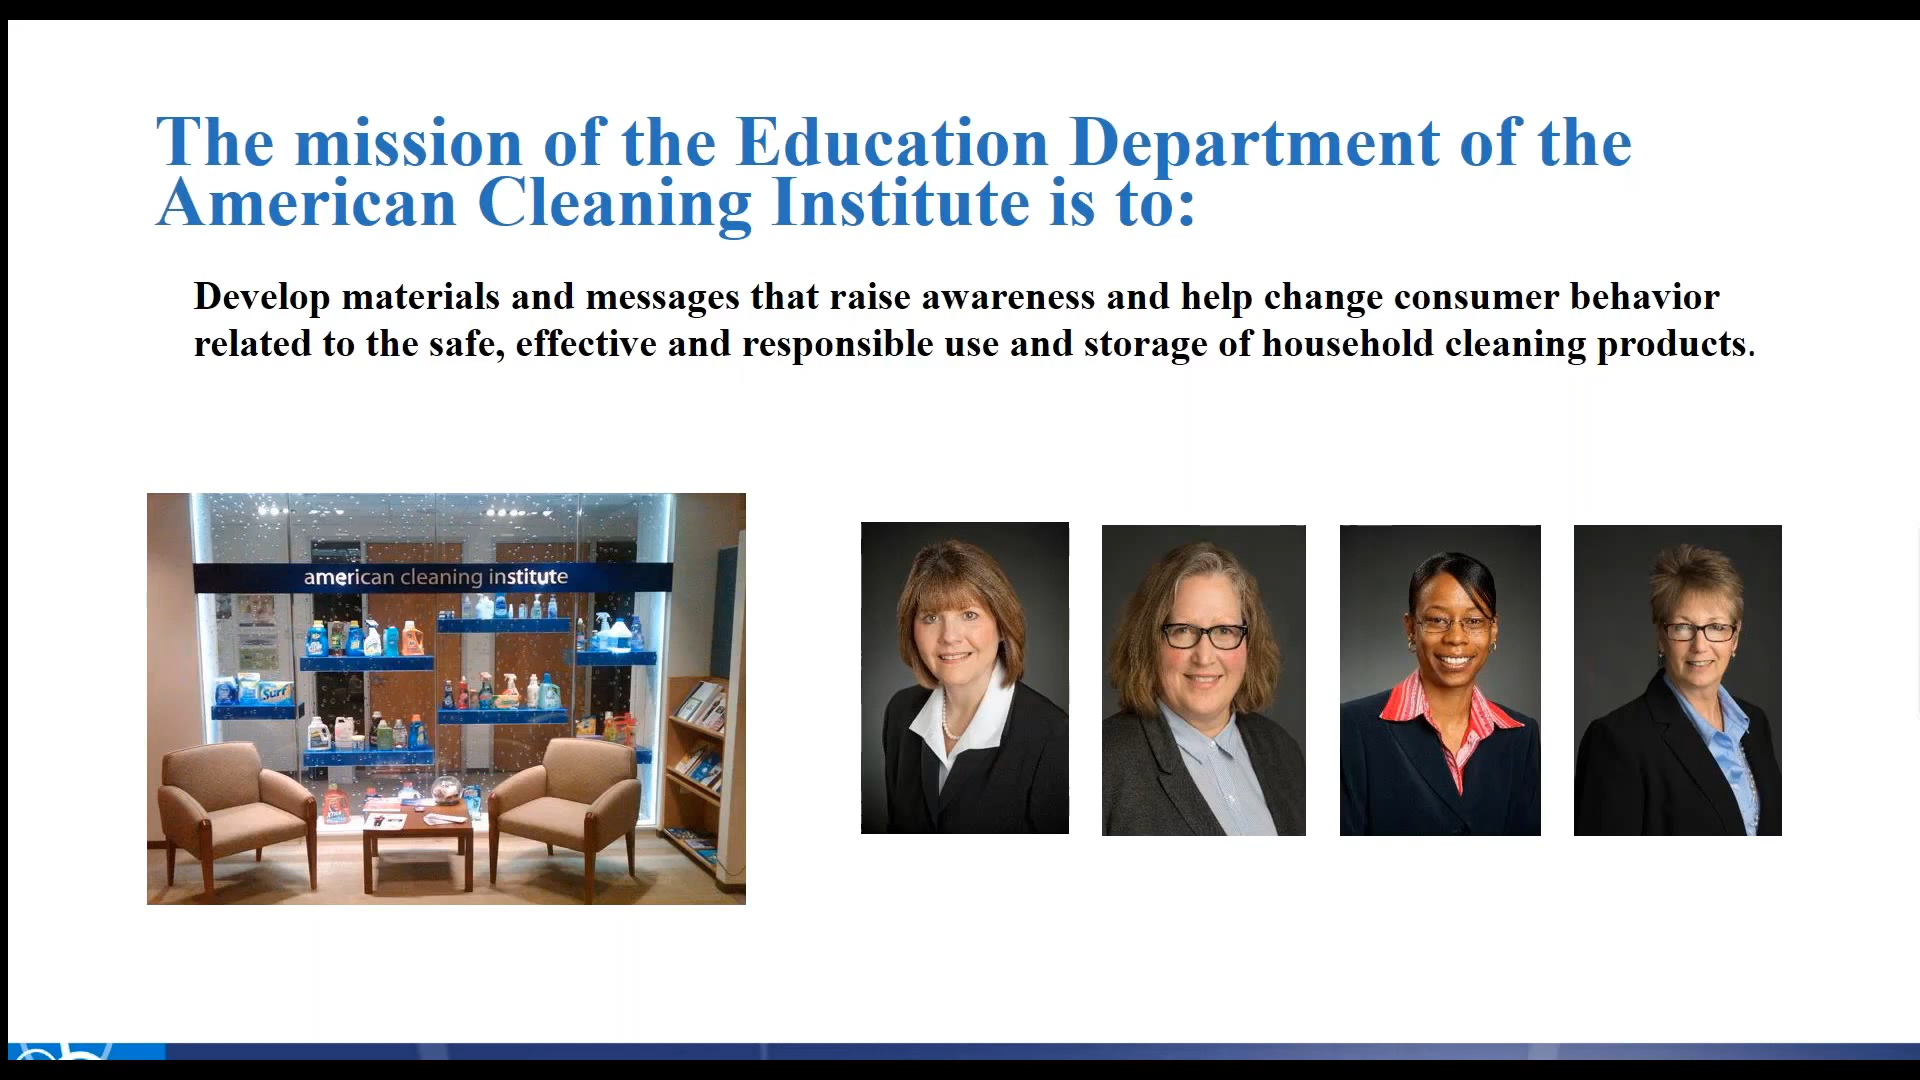 The mission of the Education Department of the
American Cleaning Institute is to:
Develop materials and messages that raise awareness and help change consumer behavior
related to the safe, effective and responsible use and storage of household cleaning products.
american cleaning institute
Surf